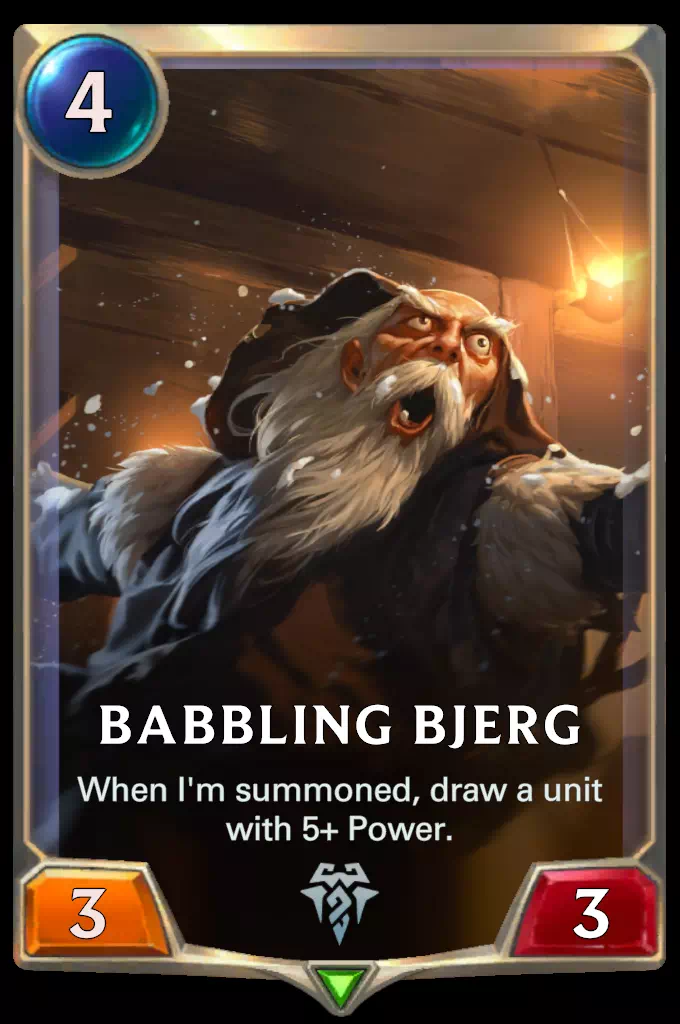 4
BABBLING BJERG
When I'm summoned, draw a unit
with 5+ Power.
3
3